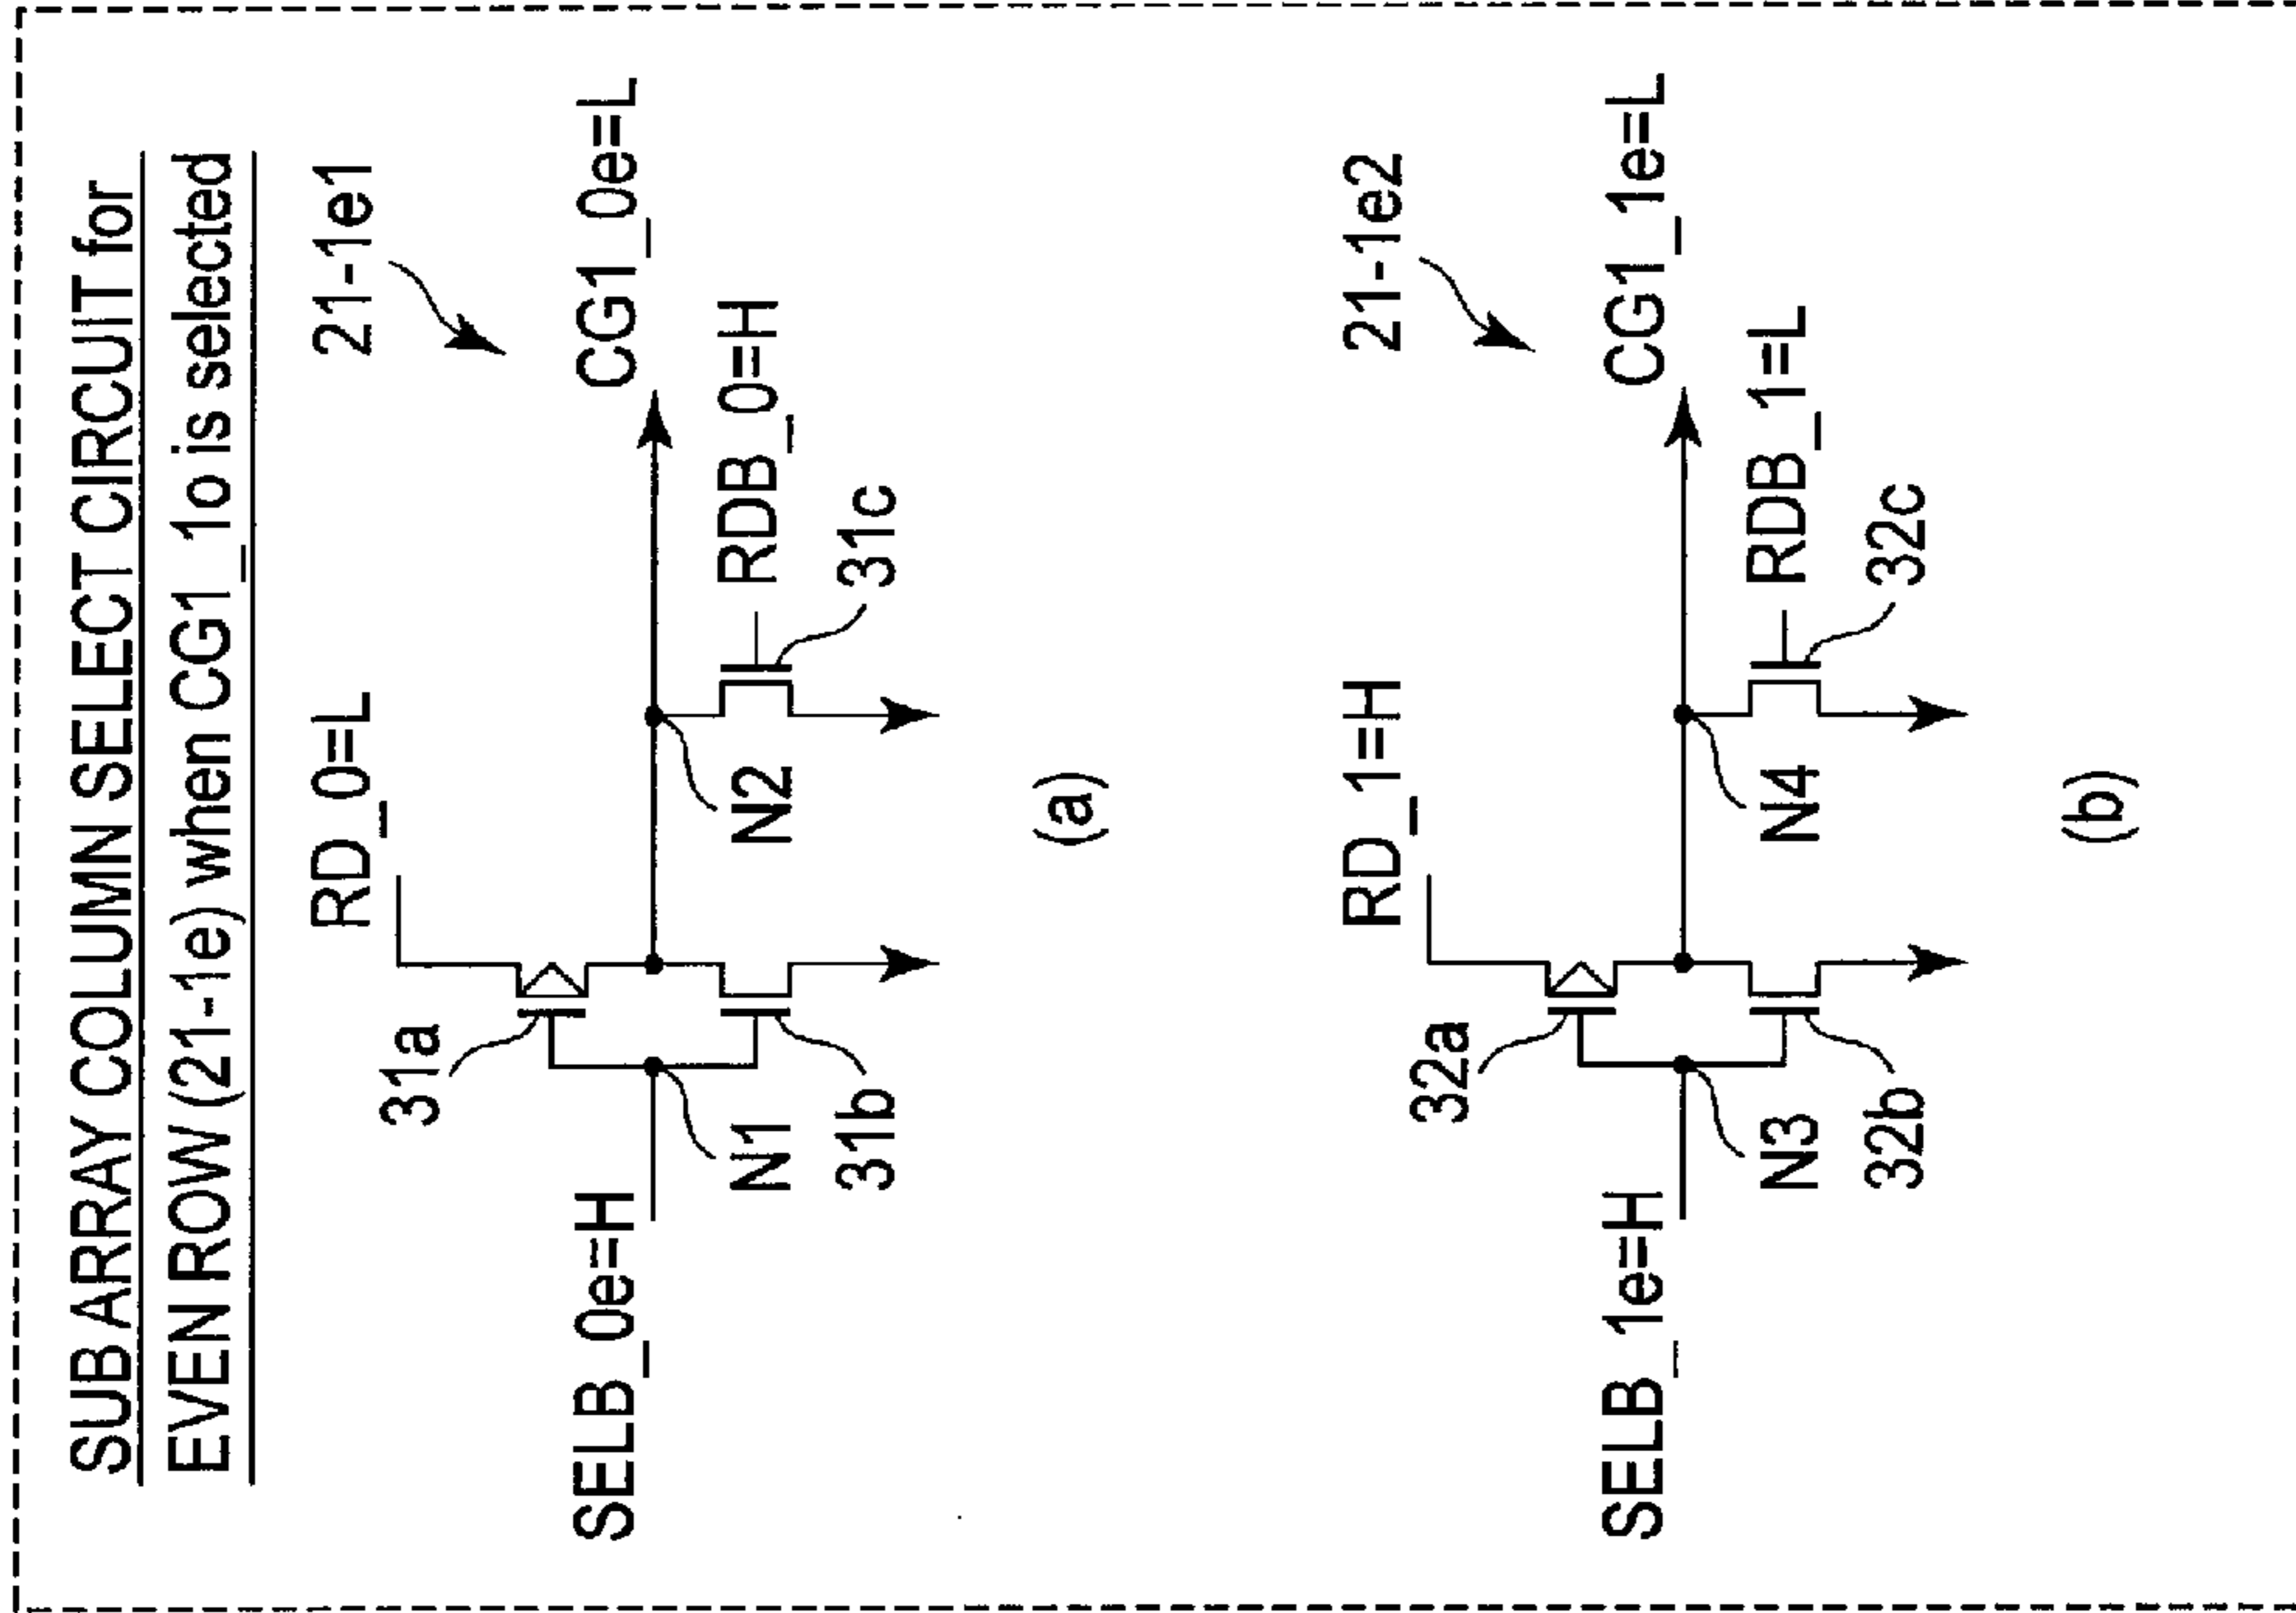 SUB ARRAY COLUMN SELECT CIRCUIT for
EVEN ROW (21-1e) when CG1_1o is selected
21-1e1
RD_0=L
31a
SELB_0e=H
CG1_0e=L
N1
N2
RDB_0=H
31b
31c
(a)
21-1e2
RD_1=H
32a
SELB_1e=H
CG1_1e=L
N3
N4
RDB_1=L
32b
32c
(b)